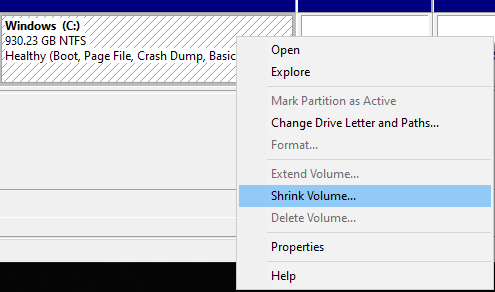 Windows (C:)
930.23 GB NTFS
Healthy (Boot, Page File, Crash Dump, Basic
Open
Explore
Mark Partition as Active
Change Drive Letter and Paths...
Format...
Extend Volume...
Shrink Volume...
Delete Volume...
Properties
Help